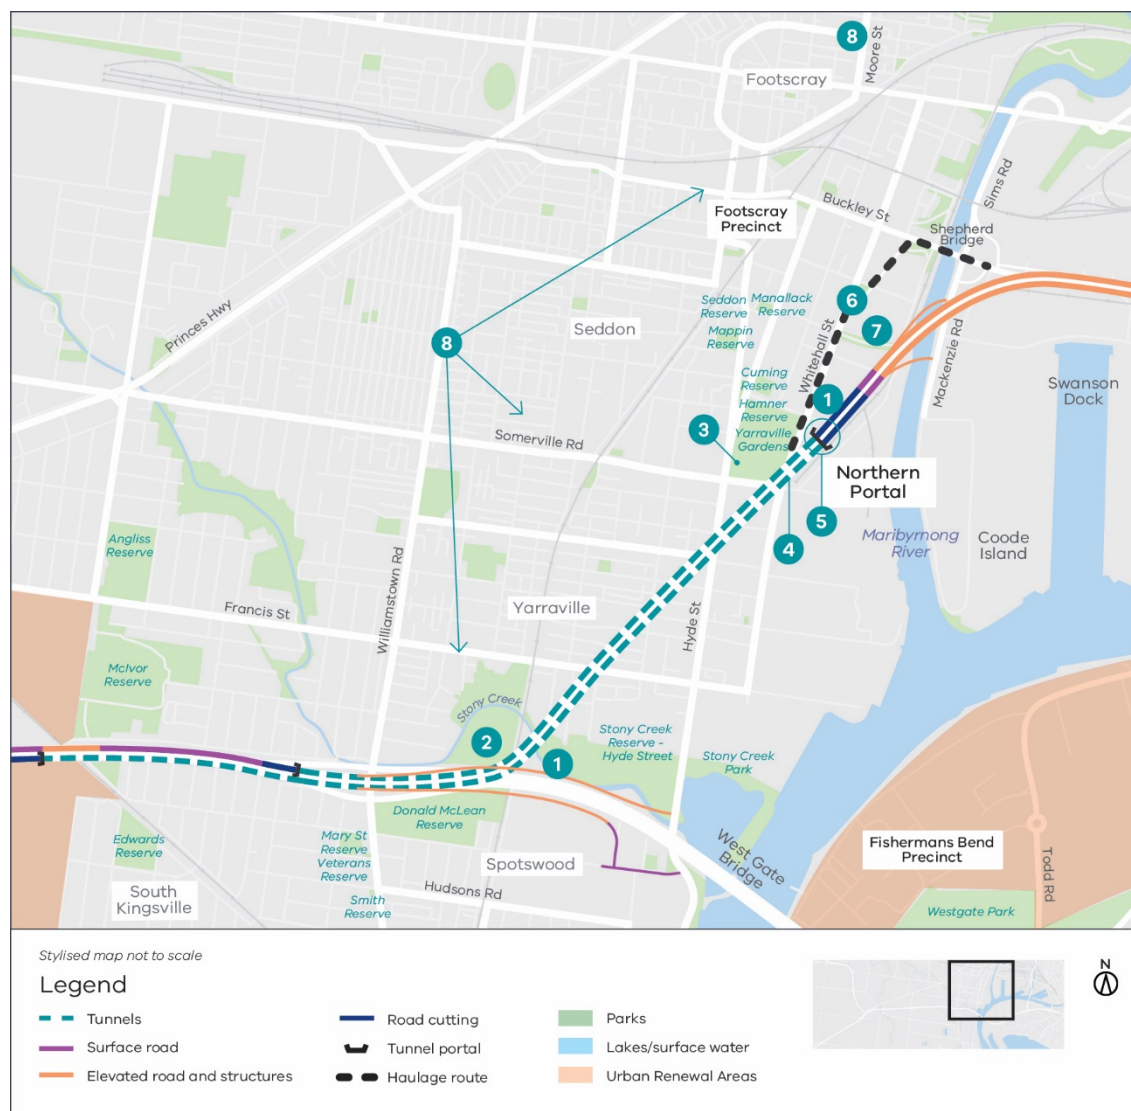 8
Moore St
Footscray
Sims Rd
Buckley St
Footscray
Precinct
Shepherd
Bridge
Princes Hwy
Seddon
Reserve
Manallack
Reserve
6
Seddon
Mappin
Reserve
7
8
Whitehall St
Mackenzie Rd
Cuming
Reserve
Swanson
Dock
1
Hamner
Reserve
3
Somerville Rd
Yarraville
Gardens
Northern
Portal
5
4
Maribyrnong
River
Coode
Island
Angliss
Reserve
Williamstown Rd
Francis St
Yarraville
Hyde St
McIvor
Reserve
Stony Creek
2
1
Stony Creek
Reserve -
Hyde Street
Stony Creek
Park
Donald McLean
Reserve
West Gate
Bridge
Edwards
Reserve
Mary St
Reserve
Veterans
Reserve
Spotswood
Fishermans Bend
Precinct
Todd Rd
South
Kingsville
Hudsons Rd
Smith
Reserve
Westgate Park
Stylised map not to scale
Legend
N
Tunnels
Surface road
Elevated road and structures
Road cutting
Tunnel portal
Haulage route
Parks
Lakes/surface water
Urban Renewal Areas